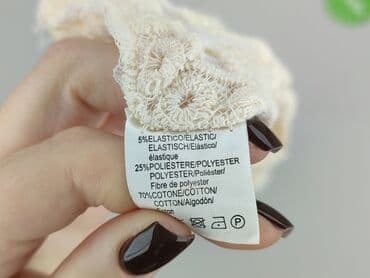 5%ELASTICO/ELASTIC/
ELASTISCH/Elástico/
élastique
25%POLIESTERE/POLYESTER
POLYESTER/Poliéster/
Fibre de polyester
70%COTONE/COTTON/
COTTON/Algodón/
P